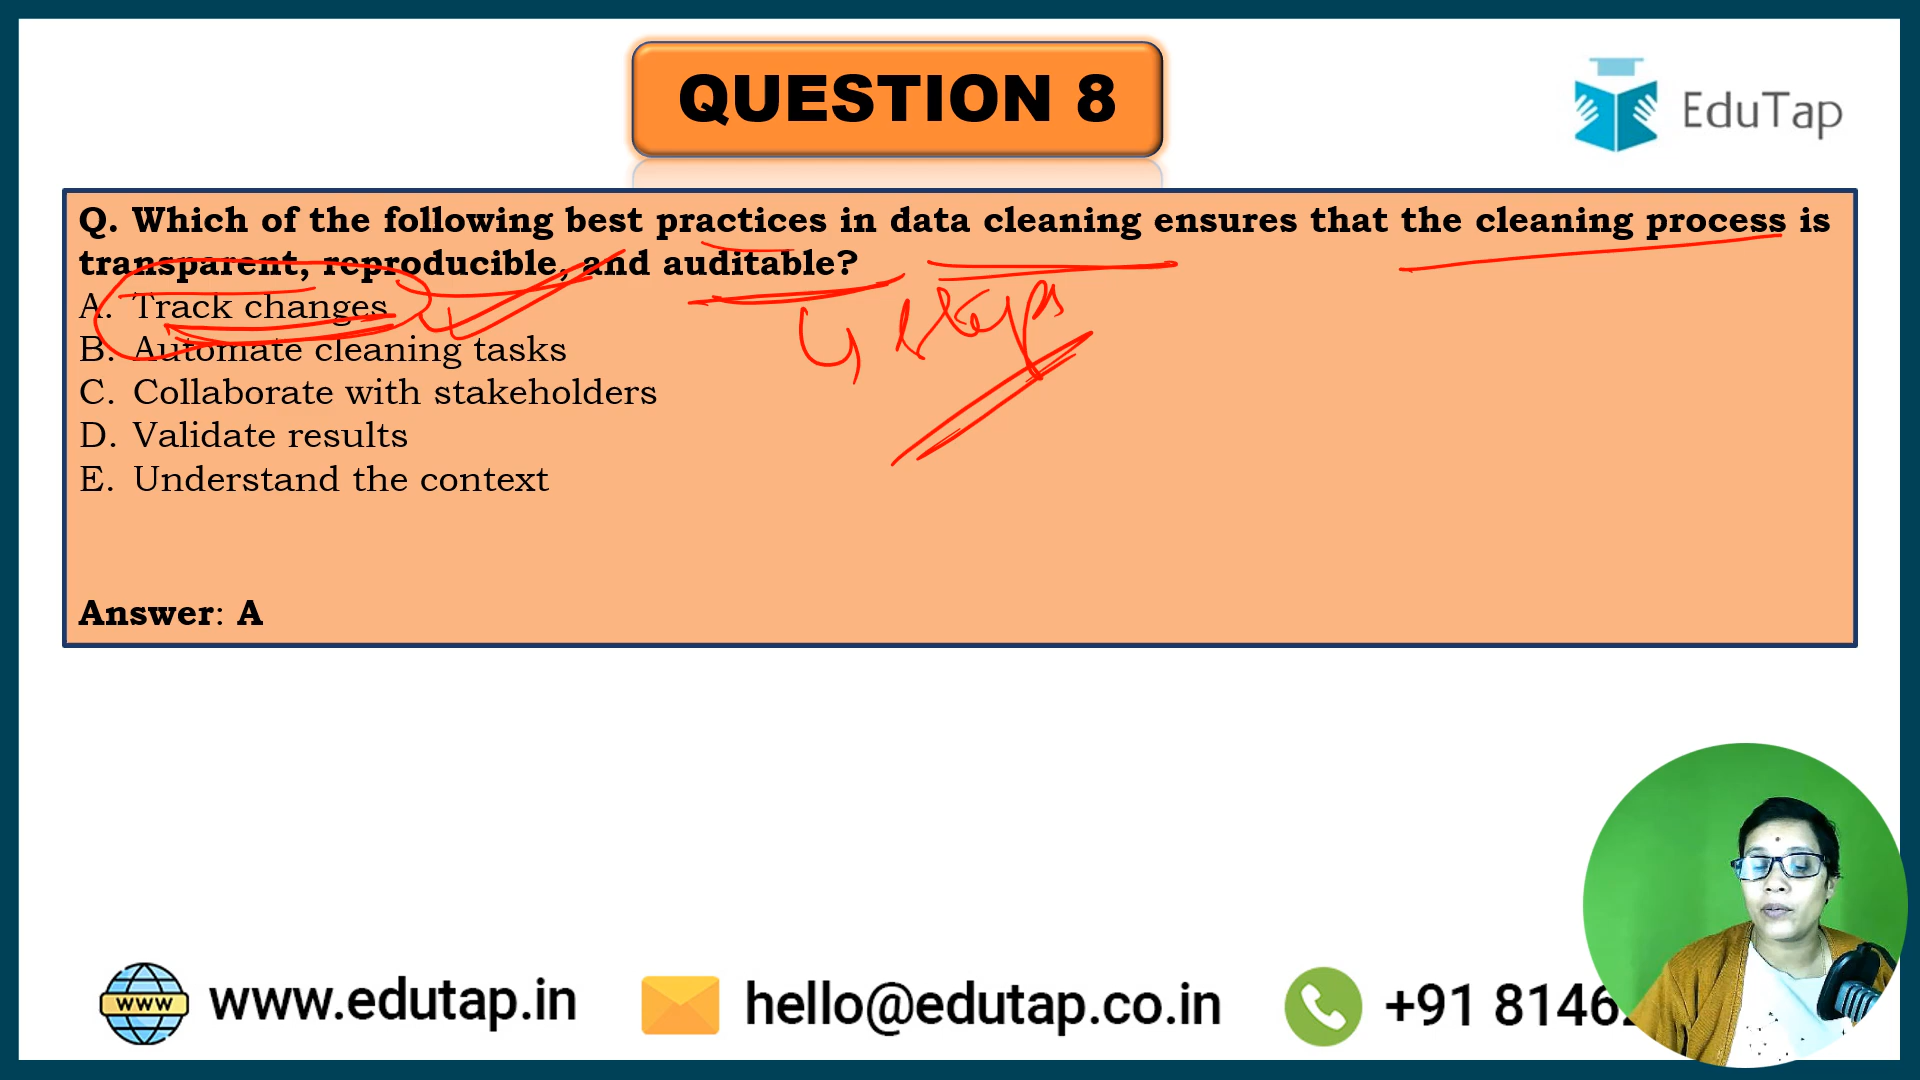 QUESTION 8
EduTap
Q. Which of the following best practices in data cleaning ensures that the cleaning process is
transparent, reproducible, and auditable?
A. Track changes
steps
B. Automate cleaning tasks
C. Collaborate with stakeholders
D. Validate results
E. Understand the context
Answer: A
www www.edutap.in
hello@edutap.co.in
+91 8146